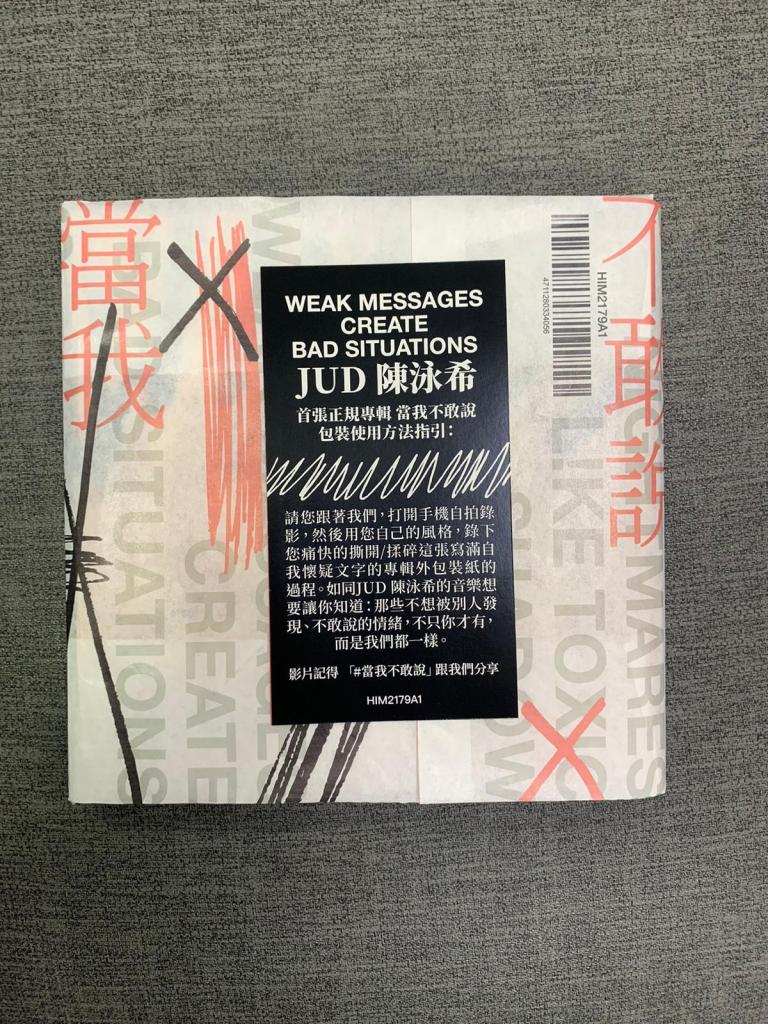 當我
不敢說
HIM2179A1
4711280334056
WEAK MESSAGES
CREATE
BAD SITUATIONS
JUD 陳泳希
首張正規專輯 當我不敢說
包裝使用方法指引：
請您跟著我們，打開手機自拍錄
影，然後用您自己的風格，錄下
您痛快的撕開/揉碎這張寫滿自
我懷疑文字的專輯外包裝紙的
過程。如同JUD 陳泳希的音樂想
要讓你知道：那些不想被別人發
現、不敢說的情緒，不只你才有，
而是我們都一樣。
影片記得 「#當我不敢說」跟我們分享
HIM2179A1
SITUATIONS
CREATE
LIKE TOXIC